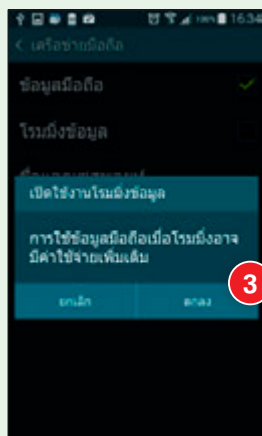 16:34
< เครือข่ายมือถือ
ข้อมูลมือถือ
โรมมิ่งข้อมูล
เปิดใช้งานโรมมิ่งข้อมูล
การใช้ข้อมูลมือถือเมื่อโรมมิ่งอาจ
มีค่าใช้จ่ายเพิ่มเติม
ยกเลิก ตกลง
3